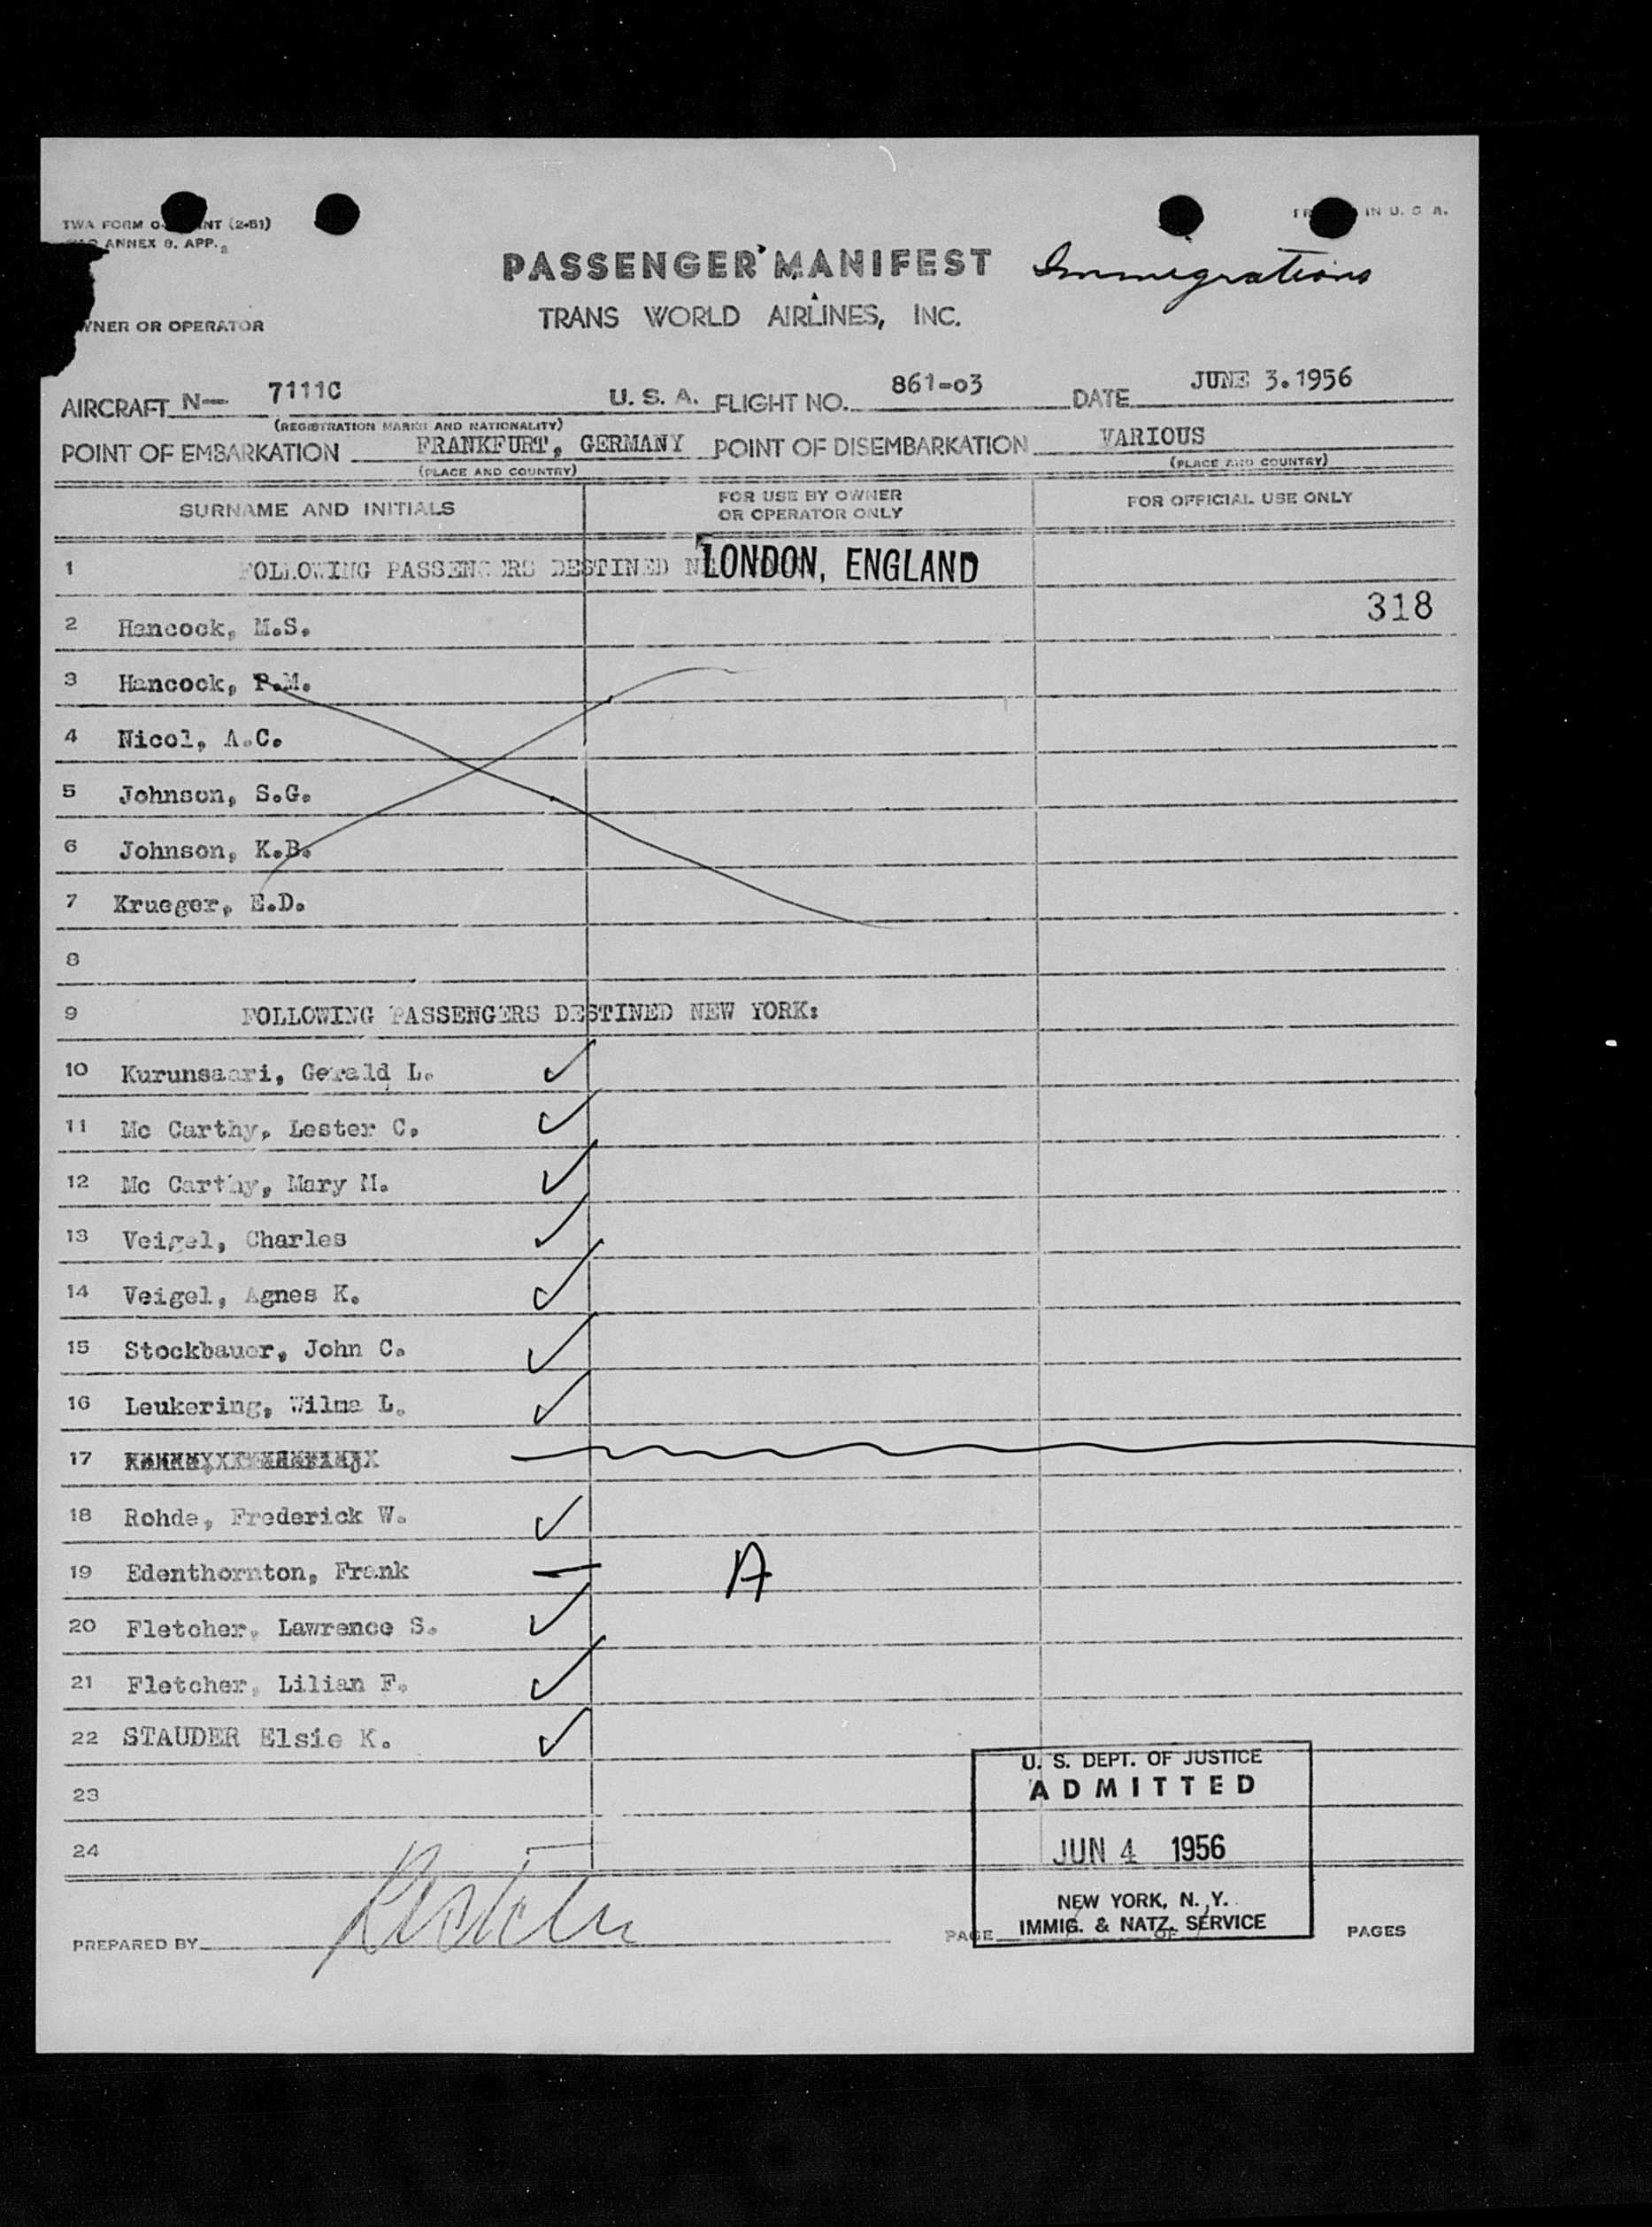 TWA FORM O- INT (2-51)
ANNEX 9. APP. 2
IN U. S. A.
PASSENGER MANIFEST Immigrations
TRANS WORLD AIRLINES, INC.
OWNER OR OPERATOR
AIRCRAFT N— 7111C U. S. A. FLIGHT NO. 861-03 DATE JUNE 3.1956
(REGISTRATION MARKS AND NATIONALITY)
POINT OF EMBARKATION FRANKFURT, GERMANY POINT OF DISEMBARKATION VARIOUS
(PLACE AND COUNTRY) (PLACE AND COUNTRY)
SURNAME AND INITIALS FOR USE BY OWNER OR OPERATOR ONLY FOR OFFICIAL USE ONLY
1 FOLLOWING PASSENGERS DESTINED LONDON, ENGLAND
318
2 Hancock, M.S.
3 Hancock, P.M.
4 Nicol, A.C.
5 Johnson, S.G.
6 Johnson, K.B.
7 Krueger, E.D.
8
9 FOLLOWING PASSENGERS DESTINED NEW YORK:
10 Kurunsaari, Gerald L. ✓
11 Mc Carthy, Lester C. ✓
12 Mc Carthy, Mary M. ✓
13 Veigel, Charles ✓
14 Veigel, Agnes K. ✓
15 Stockbauer, John C. ✓
16 Leukering, Wilma L. ✓
17
18 Rohde, Frederick W. ✓
19 Edenthornton, Frank — A
20 Fletcher, Lawrence S. ✓
21 Fletcher, Lilian F. ✓
22 STAUDER Elsie K. ✓
23
24
U. S. DEPT. OF JUSTICE
ADMITTED
JUN 4 1956
NEW YORK, N. Y.
IMMIG. & NATZ. SERVICE
PREPARED BY PAGE OF PAGES